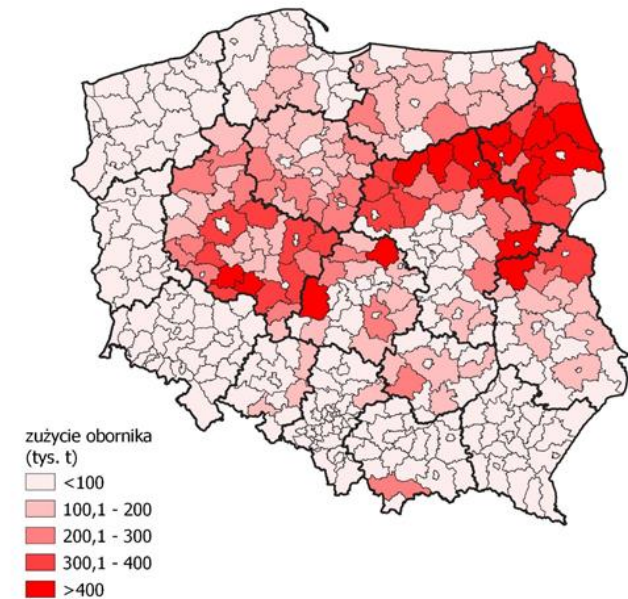 zużycie obornika
(tys. t)
<100
100,1 - 200
200,1 - 300
300,1 - 400
>400